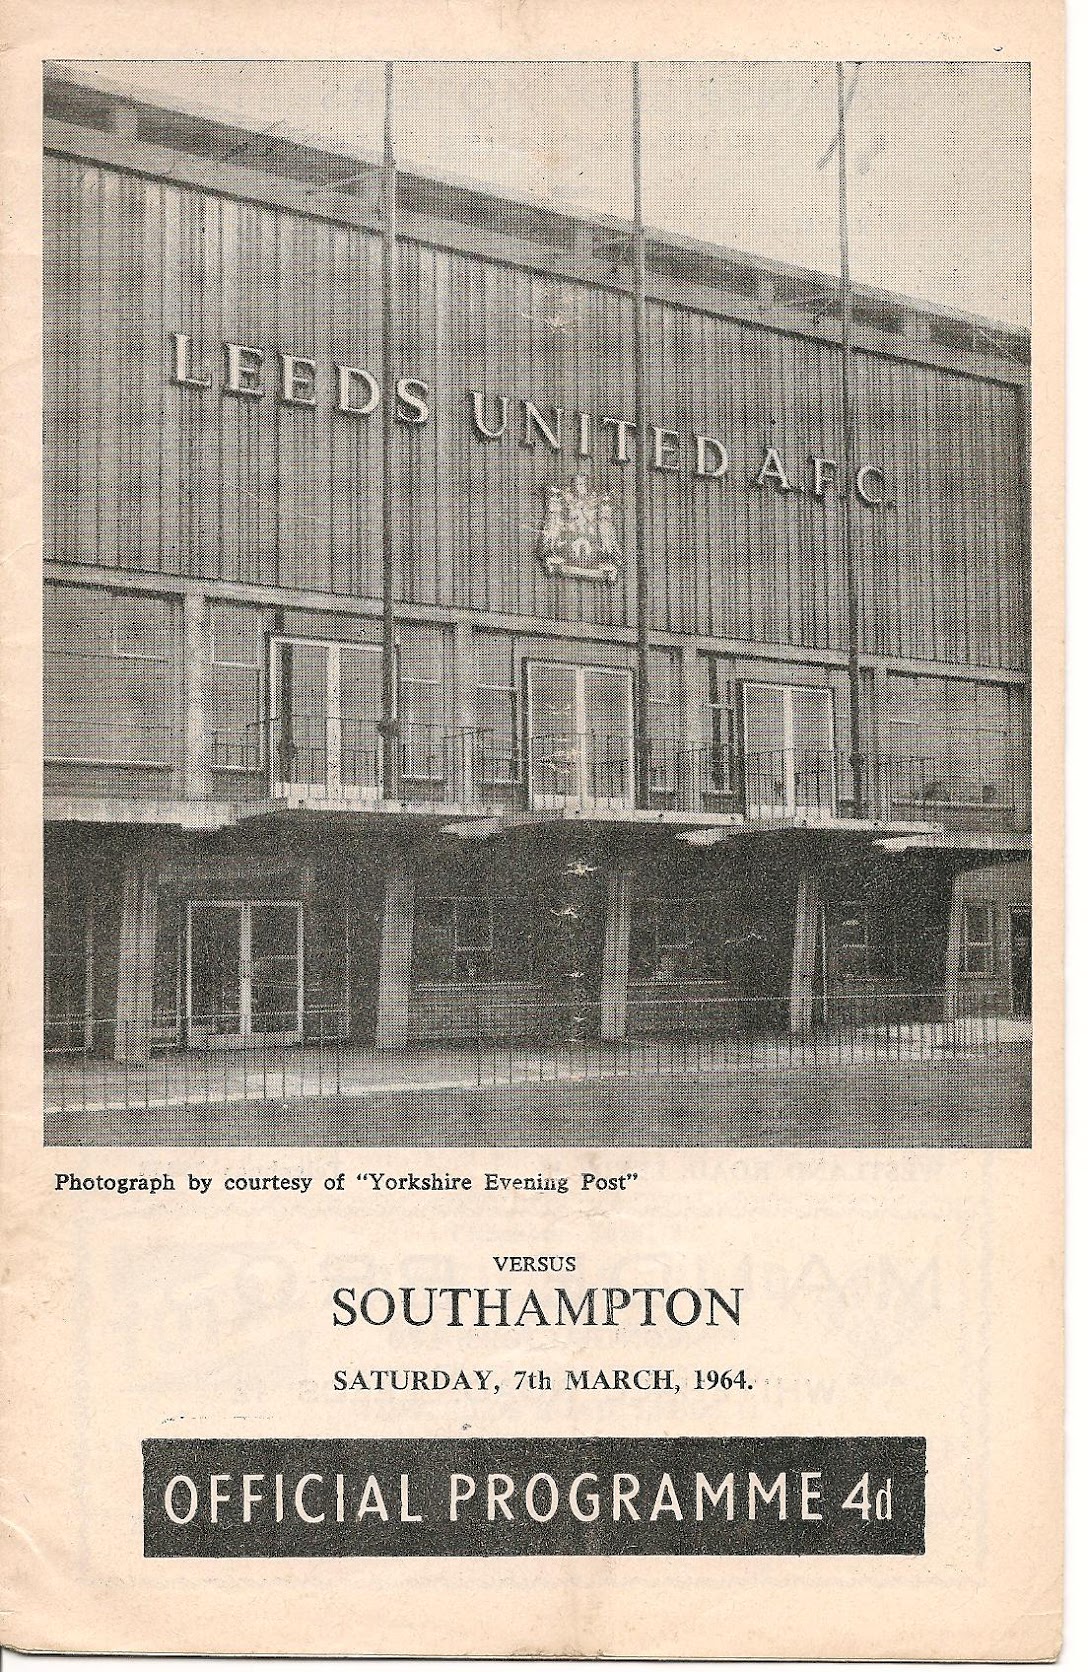 LEEDS UNITED A.F.C.
Photograph by courtesy of "Yorkshire Evening Post"
VERSUS
SOUTHAMPTON
SATURDAY, 7th MARCH, 1964.
OFFICIAL PROGRAMME 4d